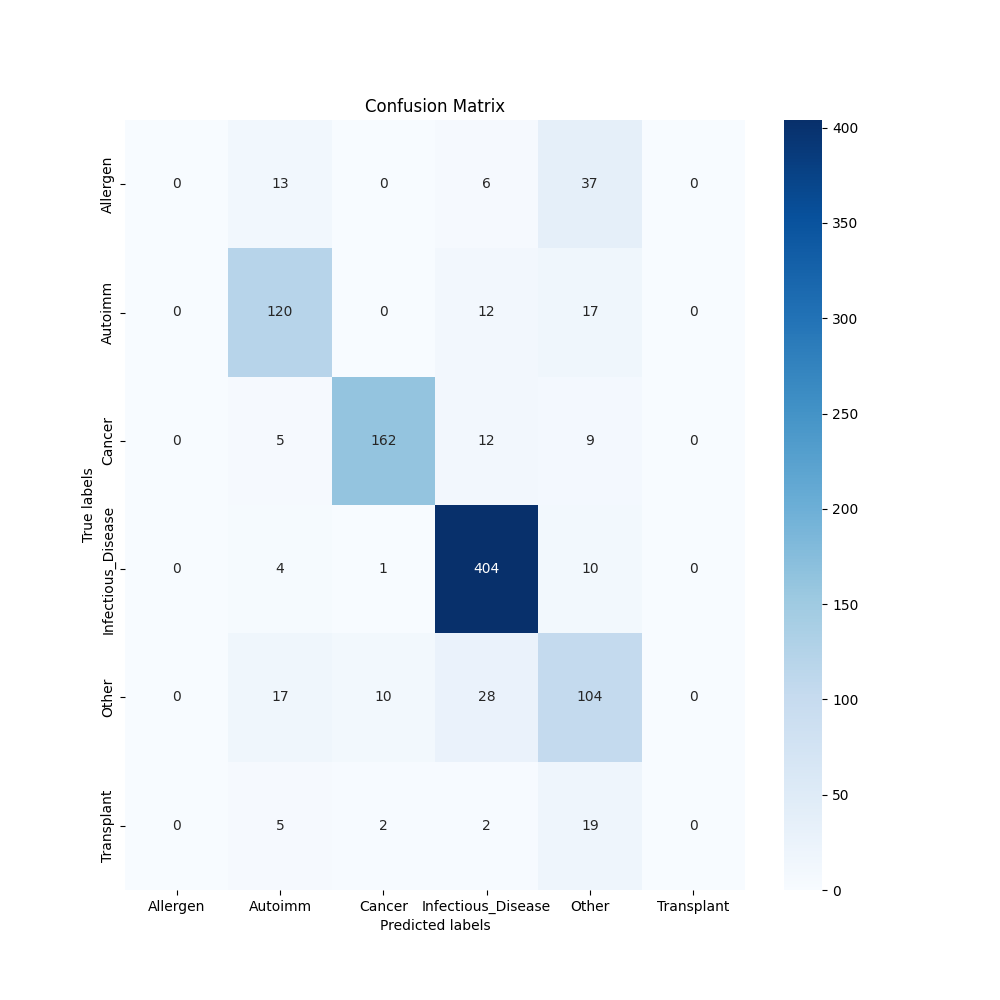 Confusion Matrix
Allergen 0 13 0 6 37 0
Autoimm 0 120 0 12 17 0
Cancer 0 5 162 12 9 0
Infectious_Disease 0 4 1 404 10 0
Other 0 17 10 28 104 0
Transplant 0 5 2 2 19 0
True labels
Allergen Autoimm Cancer Infectious_Disease Other Transplant
Predicted labels
400
350
300
250
200
150
100
50
0